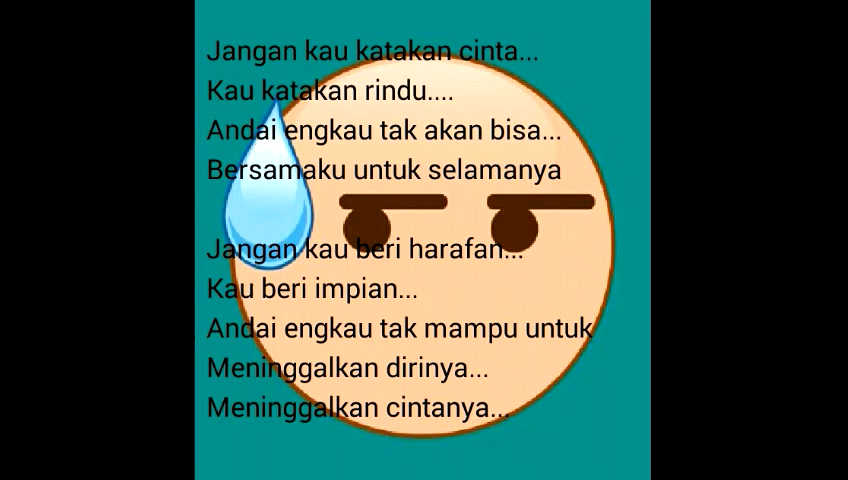 Jangan kau katakan cinta...
Kau katakan rindu....
Andai engkau tak akan bisa...
Bersamaku untuk selamanya
Jangan kau beri harafan...
Kau beri impian...
Andai engkau tak mampu untuk
Meninggalkan dirinya...
Meninggalkan cintanya...